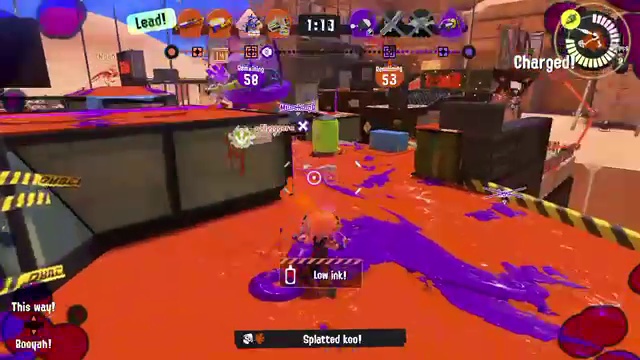 Lead!
1:13
Remaining
58
Remaining
53
Charged!
Low ink!
This way!
Booyah!
Splatted koo!